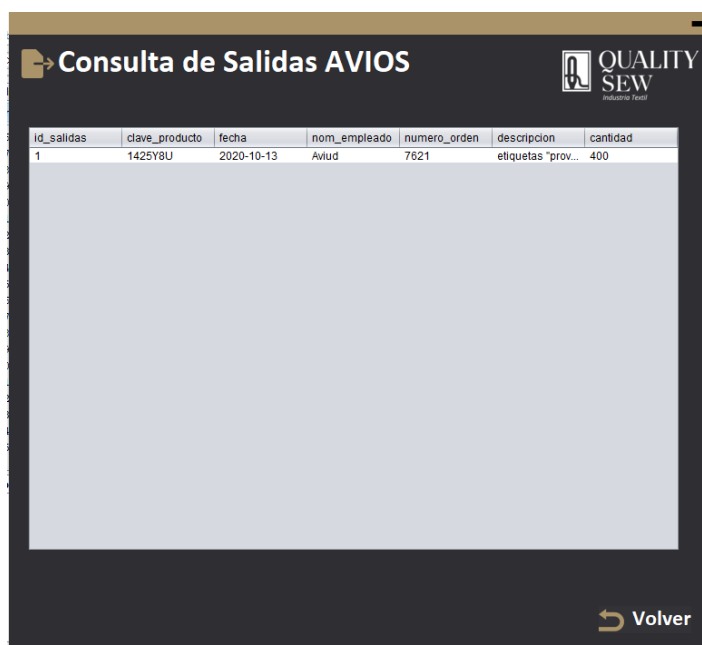 Consulta de Salidas AVIOS
QUALITY
SEW
Industria Textil
id_salidas clave_producto fecha nom_empleado numero_orden descripcion cantidad
1 1425Y8U 2020-10-13 Aviud 7621 etiquetas "prov... 400
Volver